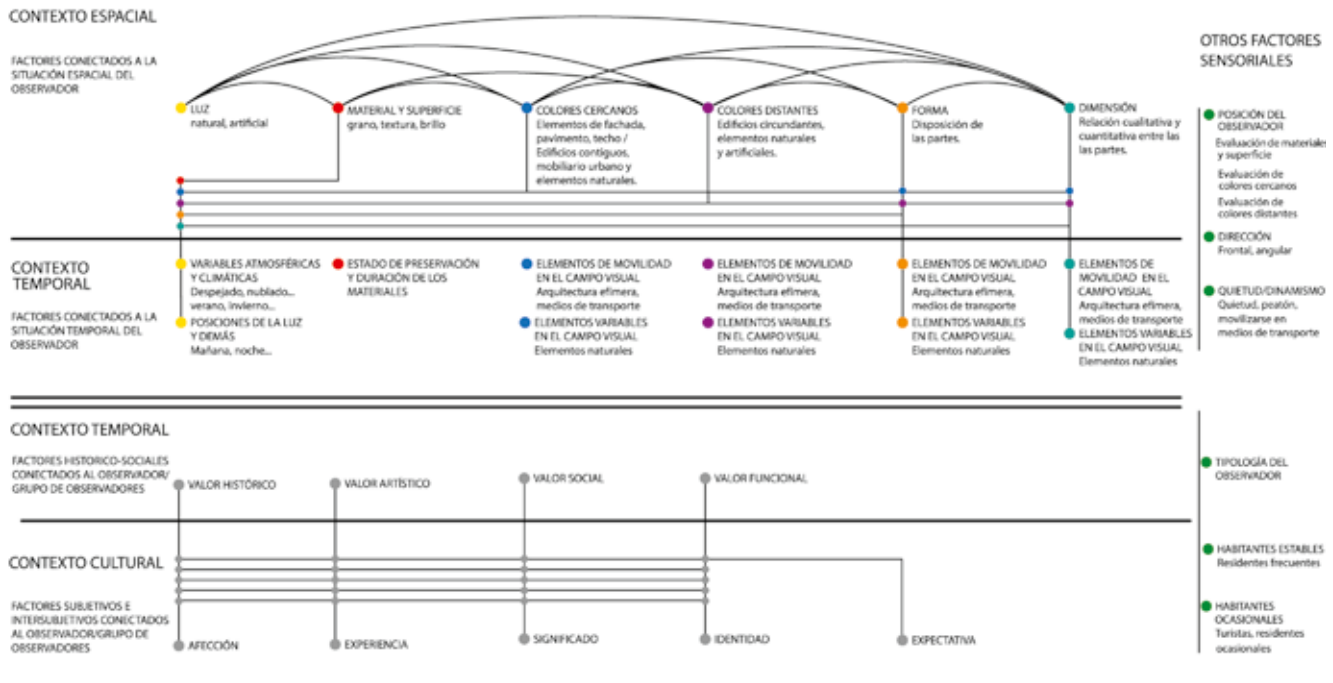 CONTEXTO ESPACIAL
FACTORES CONECTADOS A LA
SITUACIÓN ESPACIAL DEL
OBSERVADOR
LUZ
natural, artificial
MATERIAL Y SUPERFICIE
grano, textura, brillo
COLORES CERCANOS
Elementos de fachada,
pavimento, techo /
Edificios contiguos,
mobiliario urbano y
elementos naturales.
COLORES DISTANTES
Edificios circundantes,
elementos naturales
y artificiales.
FORMA
Disposición de
las partes.
DIMENSIÓN
Relación cualitativa y
cuantitativa entre las
las partes.
OTROS FACTORES
SENSORIALES
POSICIÓN DEL
OBSERVADOR
Evaluación de materiales
y superficie
Evaluación de
colores cercanos
Evaluación de
colores distantes
DIRECCIÓN
Frontal, angular
QUIETUD/DINAMISMO
Quietud, peatón,
movilizarse en
medios de transporte
CONTEXTO
TEMPORAL
FACTORES CONECTADOS A LA
SITUACIÓN TEMPORAL DEL
OBSERVADOR
VARIABLES ATMOSFÉRICAS
Y CLIMÁTICAS
Despejado, nublado...
verano, invierno...
POSICIONES DE LA LUZ
Y DEMÁS
Mañana, noche...
ESTADO DE PRESERVACIÓN
Y DURACIÓN DE LOS
MATERIALES
ELEMENTOS DE MOVILIDAD
EN EL CAMPO VISUAL
Arquitectura efímera,
medios de transporte
ELEMENTOS VARIABLES
EN EL CAMPO VISUAL
Elementos naturales
ELEMENTOS DE MOVILIDAD
EN EL CAMPO VISUAL
Arquitectura efímera,
medios de transporte
ELEMENTOS VARIABLES
EN EL CAMPO VISUAL
Elementos naturales
ELEMENTOS DE MOVILIDAD
EN EL CAMPO VISUAL
Arquitectura efímera,
medios de transporte
ELEMENTOS VARIABLES
EN EL CAMPO VISUAL
Elementos naturales
ELEMENTOS DE
MOVILIDAD EN EL
CAMPO VISUAL
Arquitectura efímera,
medios de transporte
ELEMENTOS VARIABLES
EN EL CAMPO VISUAL
Elementos naturales
CONTEXTO TEMPORAL
FACTORES HISTORICO-SOCIALES
CONECTADOS AL OBSERVADOR/
GRUPO DE OBSERVADORES
VALOR HISTÓRICO
VALOR ARTÍSTICO
VALOR SOCIAL
VALOR FUNCIONAL
TIPOLOGÍA DEL
OBSERVADOR
CONTEXTO CULTURAL
FACTORES SUBJETIVOS E
INTERSUBJETIVOS CONECTADOS
AL OBSERVADOR/GRUPO DE
OBSERVADORES
AFECCIÓN
EXPERIENCIA
SIGNIFICADO
IDENTIDAD
EXPECTATIVA
HABITANTES ESTABLES
Residentes frecuentes
HABITANTES
OCASIONALES
Turistas, residentes
ocasionales